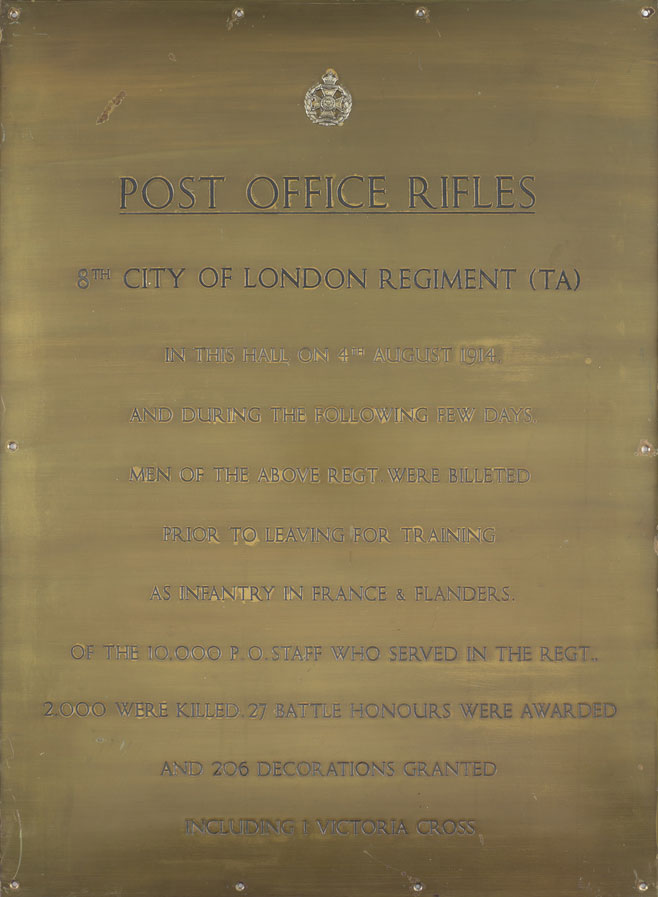 POST OFFICE RIFLES
8TH CITY OF LONDON REGIMENT (TA)
IN THIS HALL ON 4TH AUGUST 1914,
AND DURING THE FOLLOWING FEW DAYS,
MEN OF THE ABOVE REGT. WERE BILLETED
PRIOR TO LEAVING FOR TRAINING
AS INFANTRY IN FRANCE & FLANDERS.
OF THE 10,000 P.O. STAFF WHO SERVED IN THE REGT.,
2,000 WERE KILLED, 27 BATTLE HONOURS WERE AWARDED
AND 206 DECORATIONS GRANTED
INCLUDING 1 VICTORIA CROSS